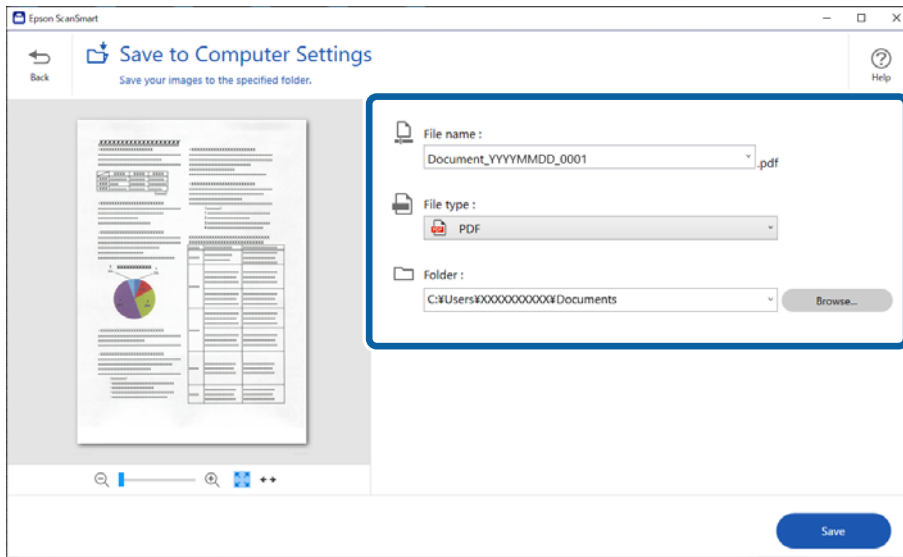 Epson ScanSmart
Back
Save to Computer Settings
Save your images to the specified folder.
Help
File name :
Document_YYYYMMDD_0001
.pdf
File type :
PDF
Folder :
C:¥Users¥XXXXXXXXXXX¥Documents
Browse...
Save